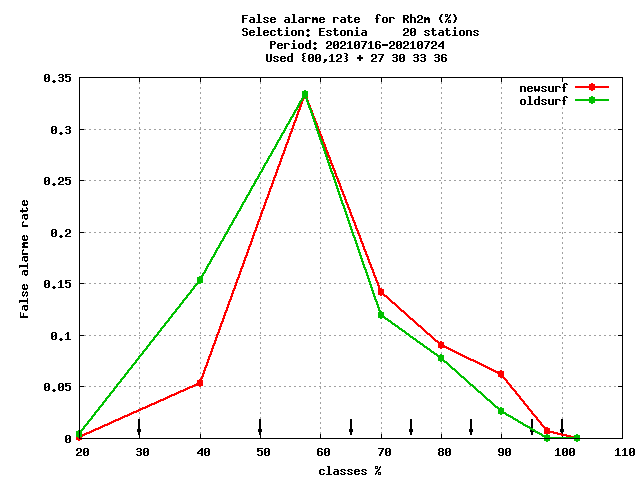 False alarme rate  for Rh2m (%)
Selection: Estonia     20 stations
Period: 20210716-20210724
Used {00,12} + 27 30 33 36
newsurf
oldsurf
False alarme rate
0.35
0.3
0.25
0.2
0.15
0.1
0.05
0
20 30 40 50 60 70 80 90 100 110
classes %